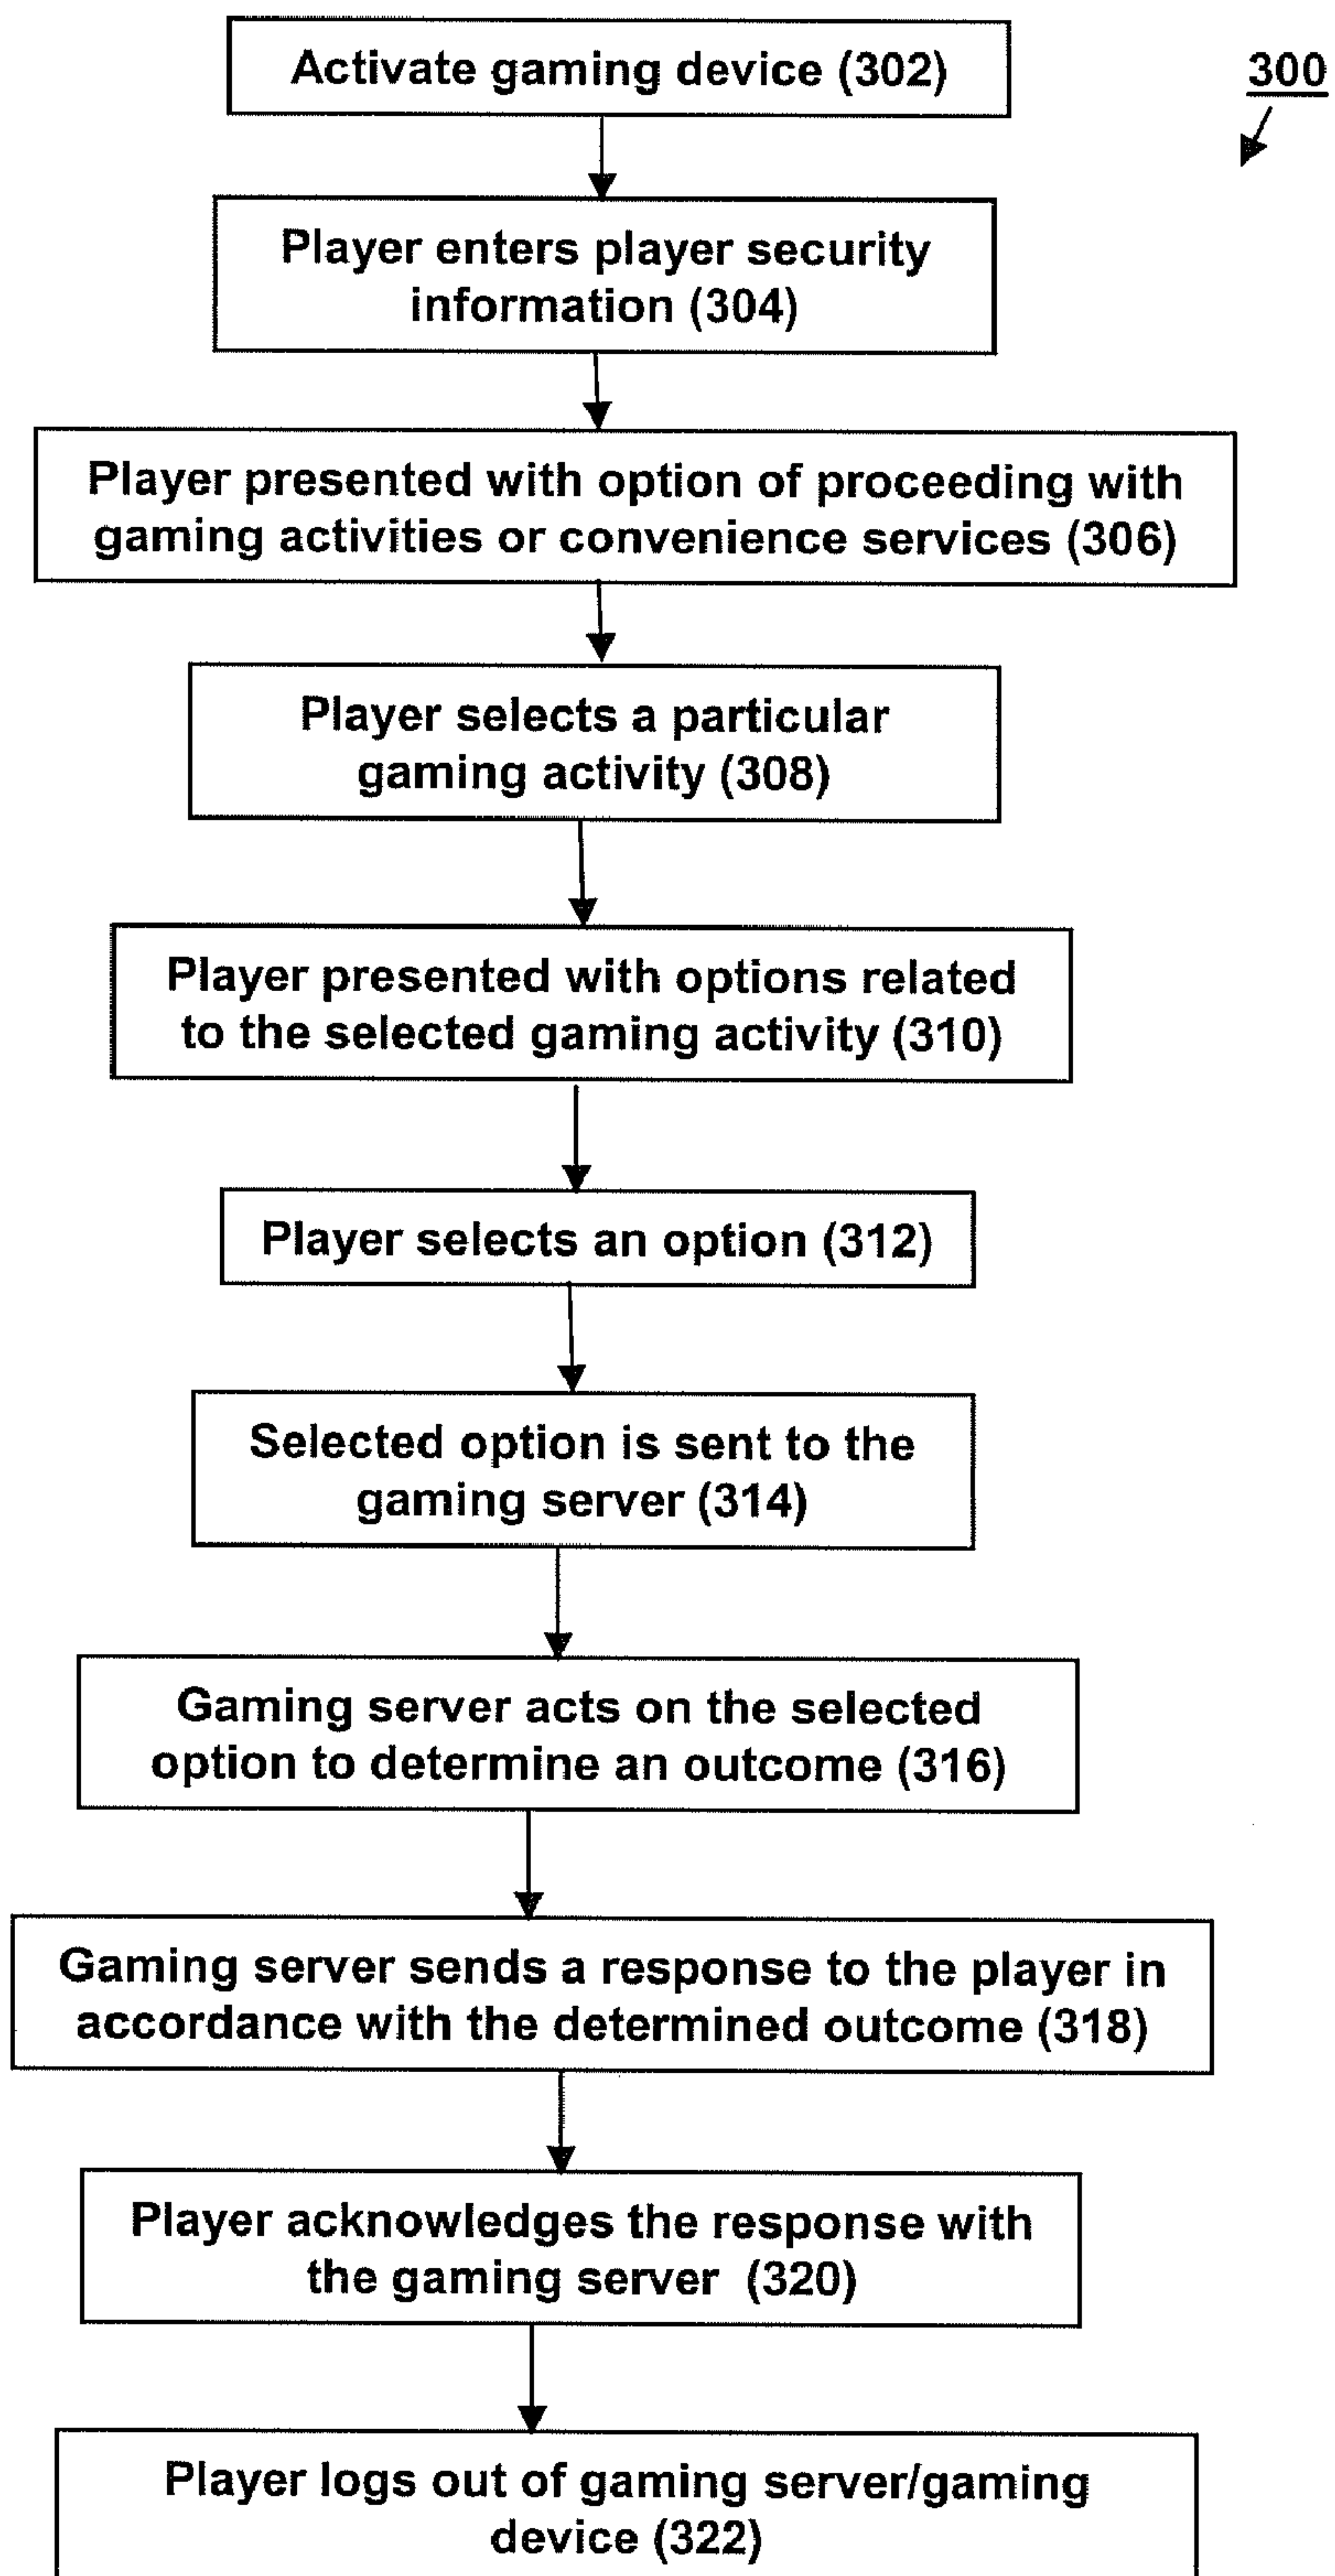 Activate gaming device (302)
300
Player enters player security
information (304)
Player presented with option of proceeding with
gaming activities or convenience services (306)
Player selects a particular
gaming activity (308)
Player presented with options related
to the selected gaming activity (310)
Player selects an option (312)
Selected option is sent to the
gaming server (314)
Gaming server acts on the selected
option to determine an outcome (316)
Gaming server sends a response to the player in
accordance with the determined outcome (318)
Player acknowledges the response with
the gaming server (320)
Player logs out of gaming server/gaming
device (322)